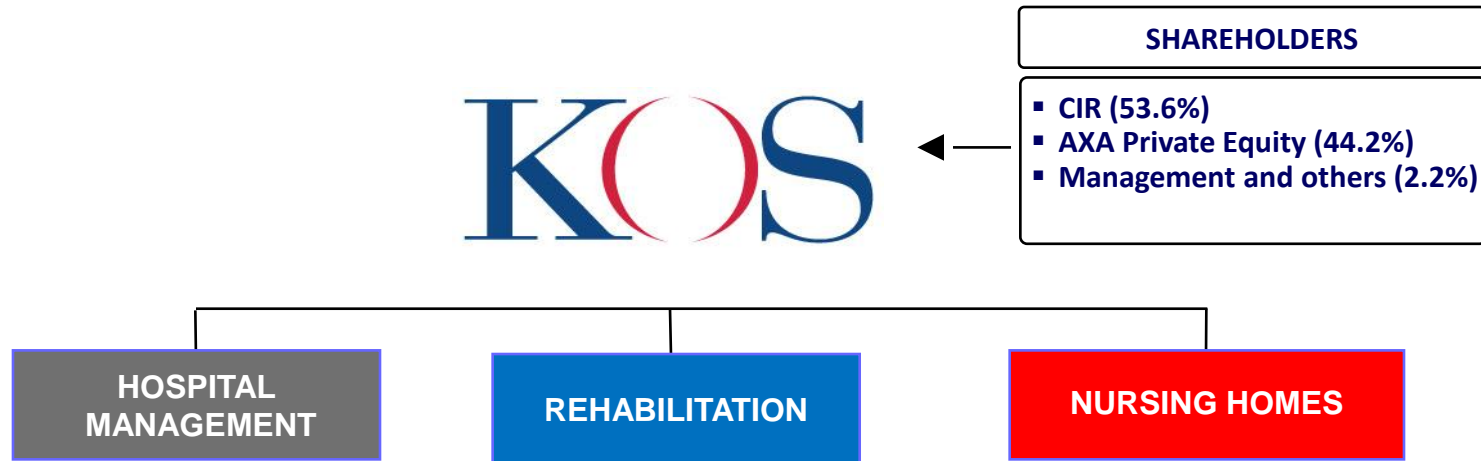 SHAREHOLDERS
KOS
▪ CIR (53.6%)
▪ AXA Private Equity (44.2%)
▪ Management and others (2.2%)
HOSPITAL
MANAGEMENT
REHABILITATION
NURSING HOMES